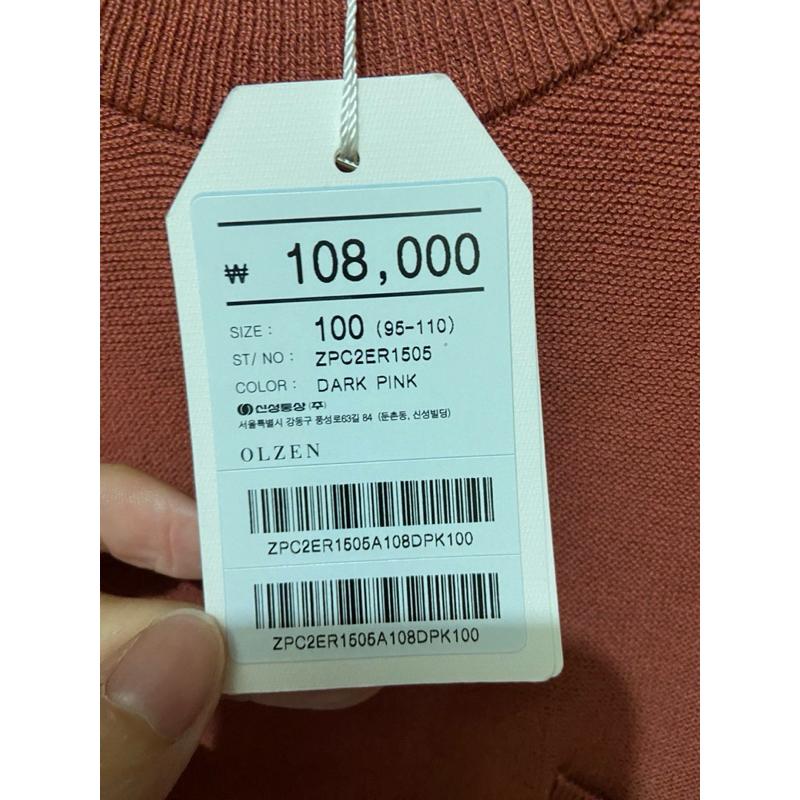 ₩ 108,000
SIZE : 100 (95-110)
ST/ NO : ZPC2ER1505
COLOR : DARK PINK
신성통상 (주)
서울특별시 강동구 풍성로63길 84 (둔촌동, 신성빌딩)
OLZEN
ZPC2ER1505A108DPK100
ZPC2ER1505A108DPK100